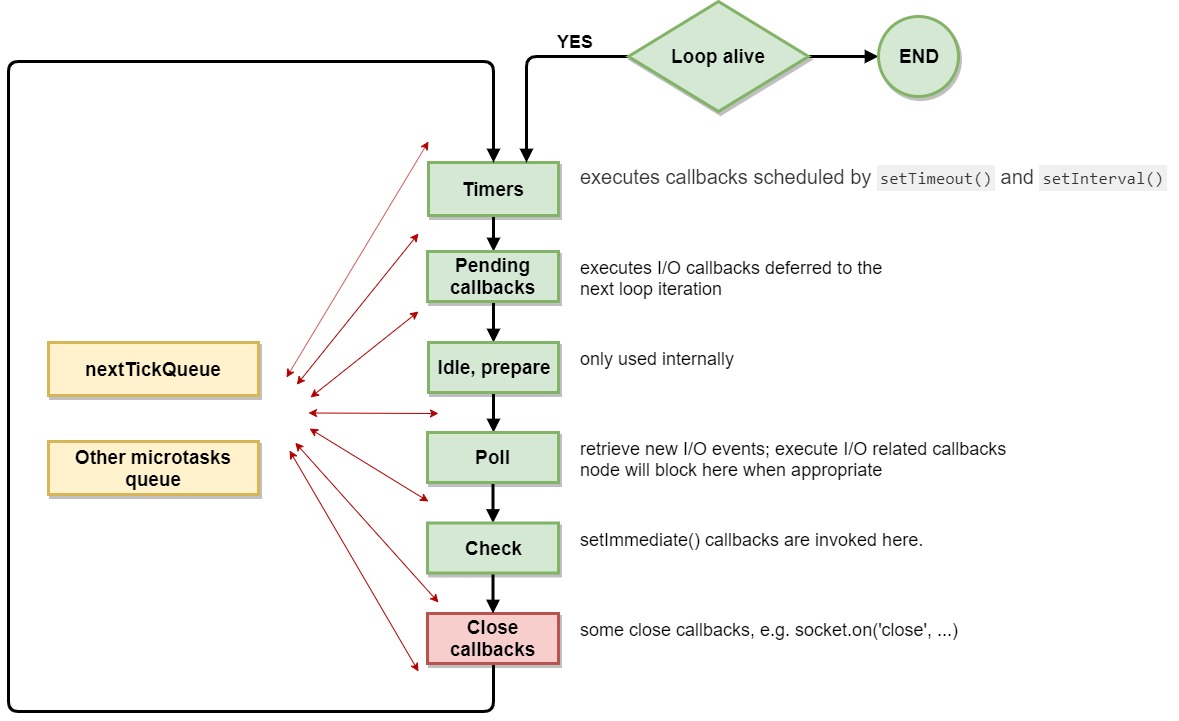 YES
Loop alive
END
Timers
executes callbacks scheduled by setTimeout() and setInterval()
Pending
callbacks
executes I/O callbacks deferred to the
next loop iteration
nextTickQueue
Idle, prepare
only used internally
Other microtasks
queue
Poll
retrieve new I/O events; execute I/O related callbacks
node will block here when appropriate
Check
setImmediate() callbacks are invoked here.
Close
callbacks
some close callbacks, e.g. socket.on('close', ...)